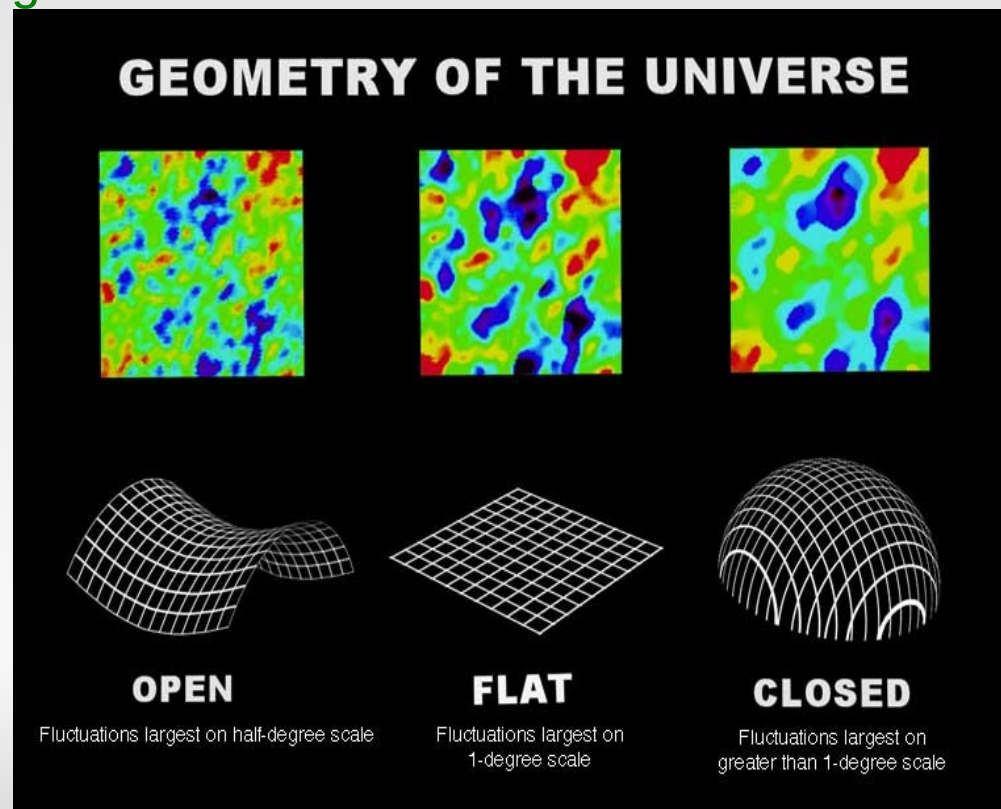 GEOMETRY OF THE UNIVERSE
OPEN
FLAT
CLOSED
Fluctuations largest on half-degree scale
Fluctuations largest on
1-degree scale
Fluctuations largest on
greater than 1-degree scale